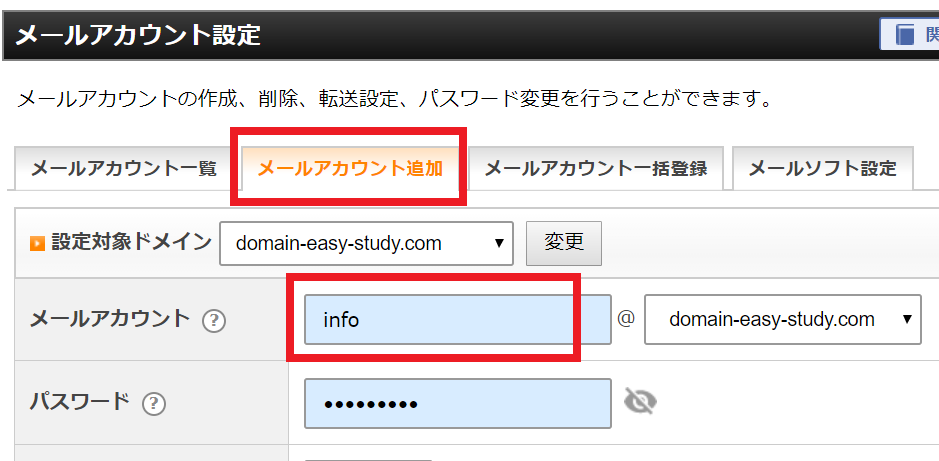 メールアカウント設定
関
メールアカウントの作成、削除、転送設定、パスワード変更を行うことができます。
メールアカウント一覧 メールアカウント追加 メールアカウント一括登録 メールソフト設定
設定対象ドメイン domain-easy-study.com 変更
メールアカウント ? info @ domain-easy-study.com
パスワード ? •••••••••